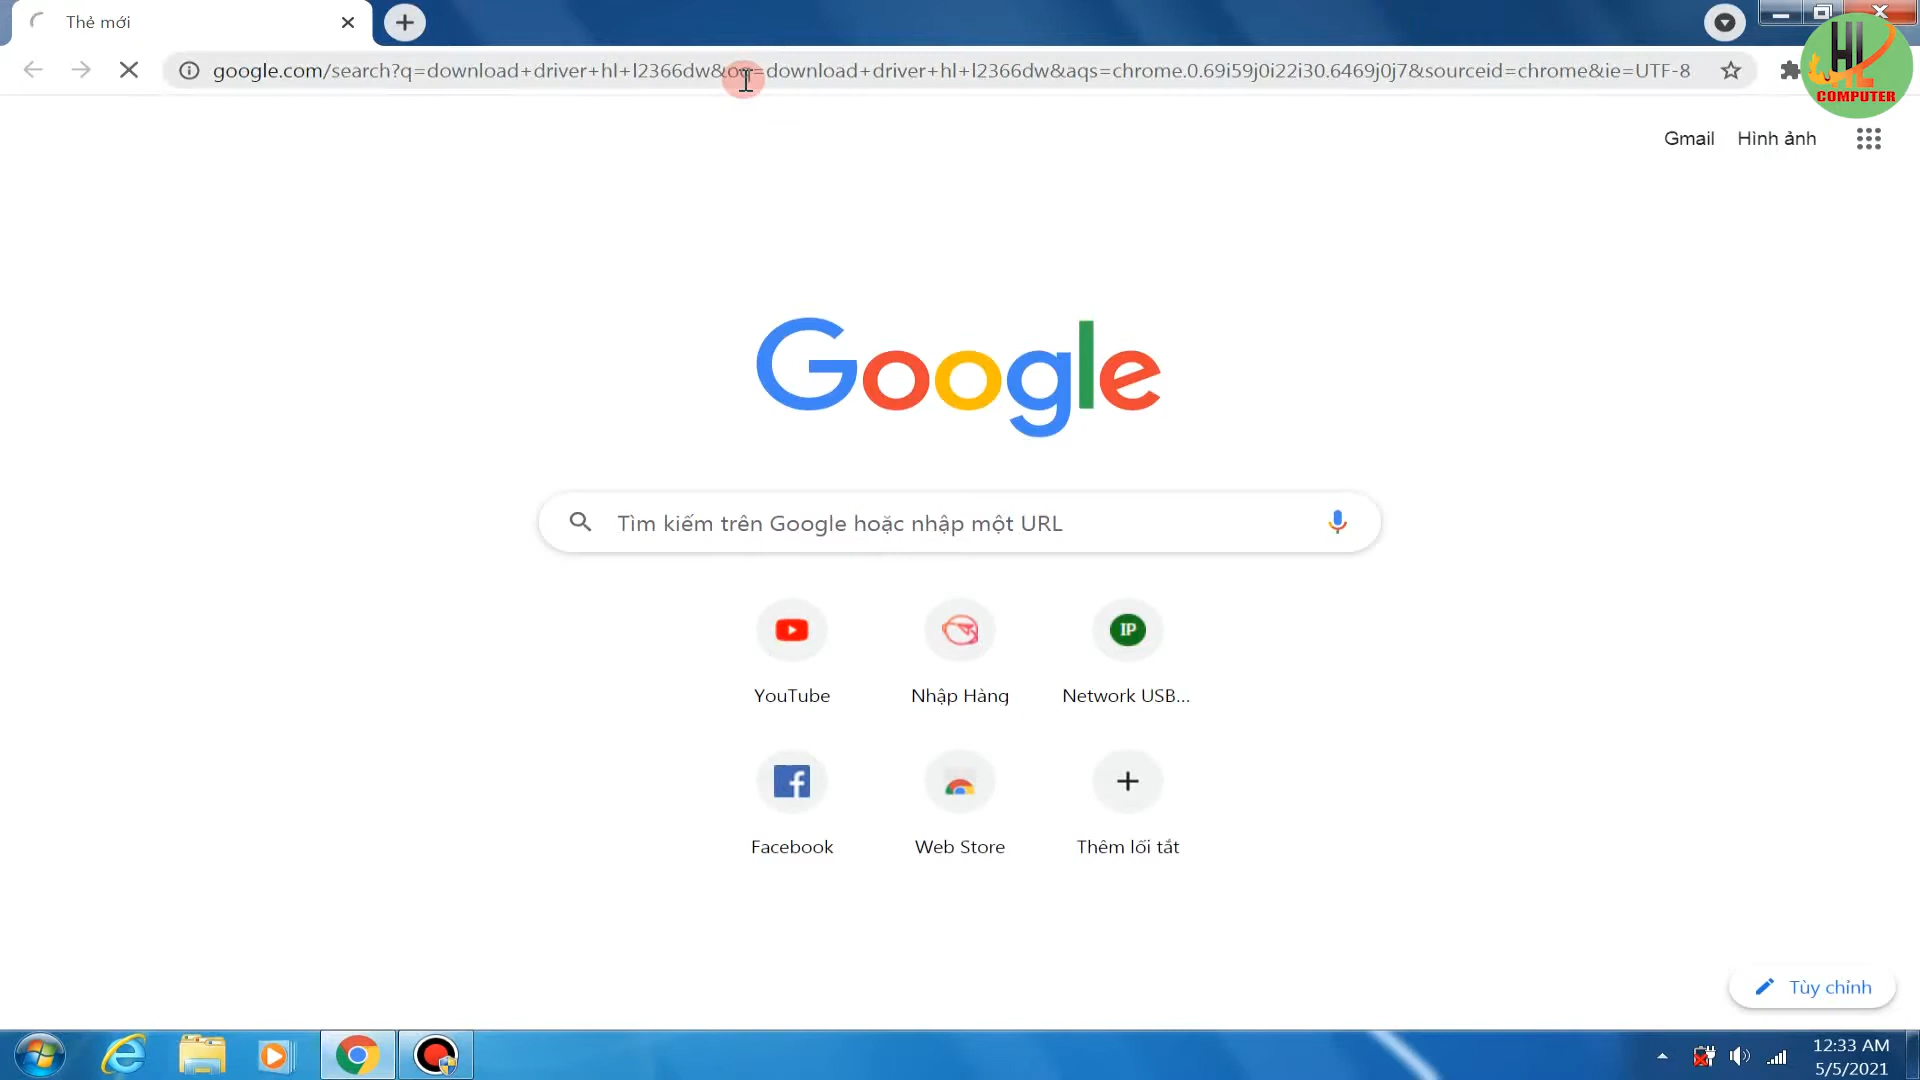 Thẻ mới
google.com/search?q=download+driver+hl+l2366dw&oq=download+driver+hl+l2366dw&aqs=chrome.0.69i59j0i22i30.6469j0j7&sourceid=chrome&ie=UTF-8
HL
COMPUTER
Gmail Hình ảnh
Google
Tìm kiếm trên Google hoặc nhập một URL
IP
YouTube Nhập Hàng Network USB...
Facebook Web Store Thêm lối tắt
Tùy chỉnh
12:33 AM
5/5/2021